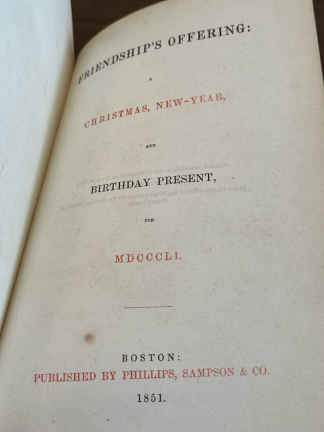 FRIENDSHIP'S OFFERING:
A
CHRISTMAS, NEW-YEAR,
AND
BIRTHDAY PRESENT,
FOR
MDCCCLI.
BOSTON:
PUBLISHED BY PHILLIPS, SAMPSON & CO.
1851.